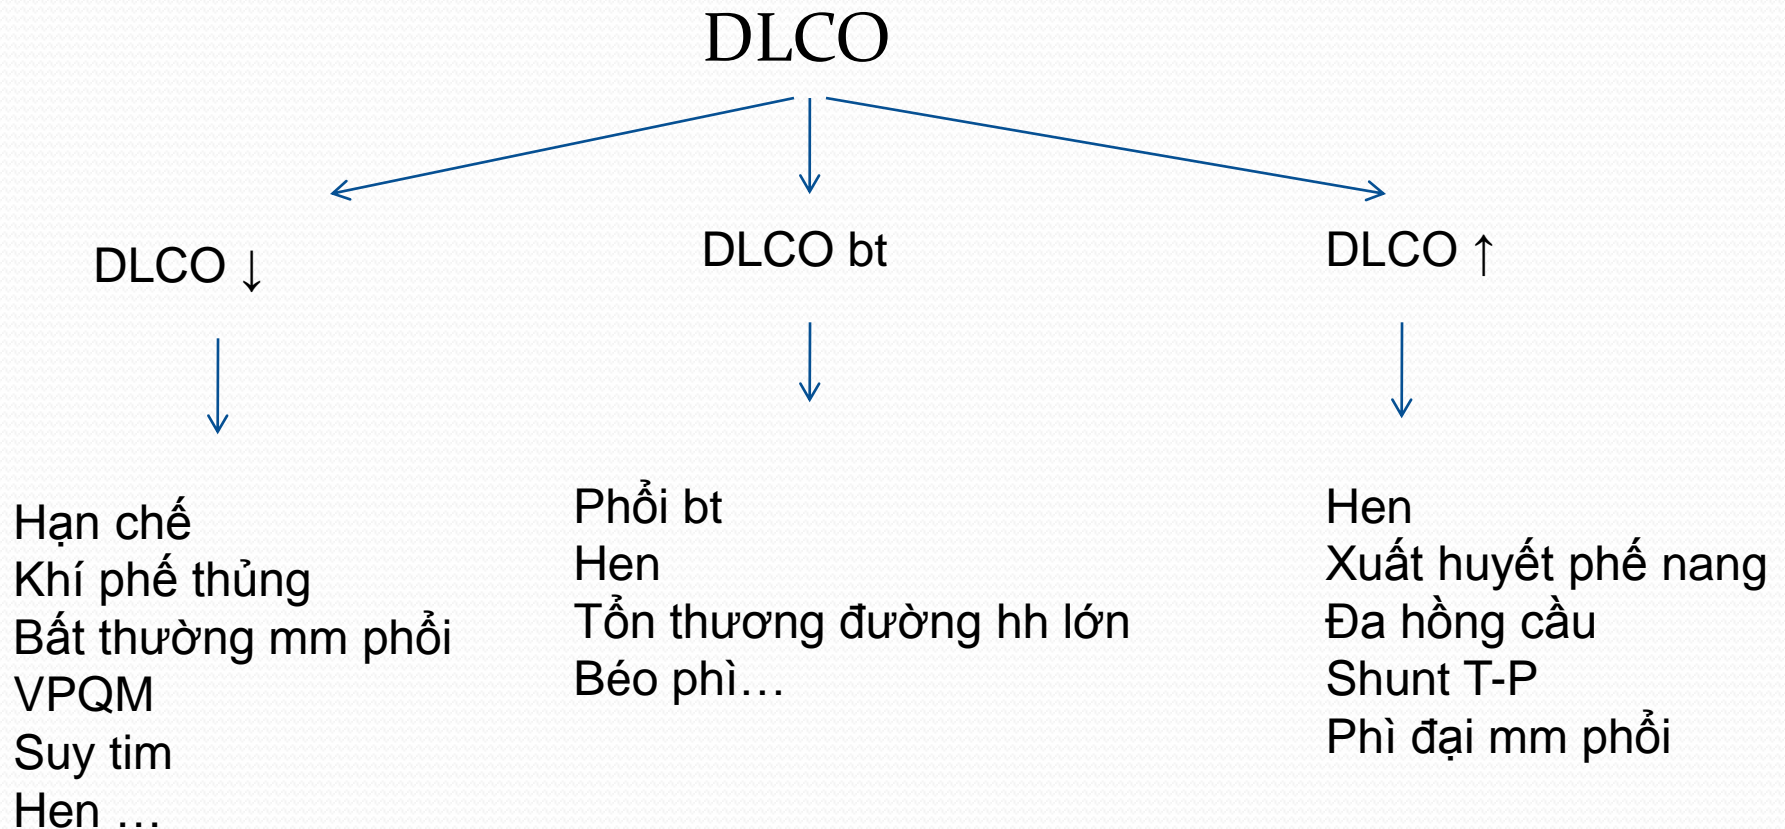 DLCO
DLCO ↓
DLCO bt
DLCO ↑
Hạn chế
Khí phế thủng
Bất thường mm phổi
VPQM
Suy tim
Hen …
Phổi bt
Hen
Tổn thương đường hh lớn
Béo phì…
Hen
Xuất huyết phế nang
Đa hồng cầu
Shunt T-P
Phì đại mm phổi